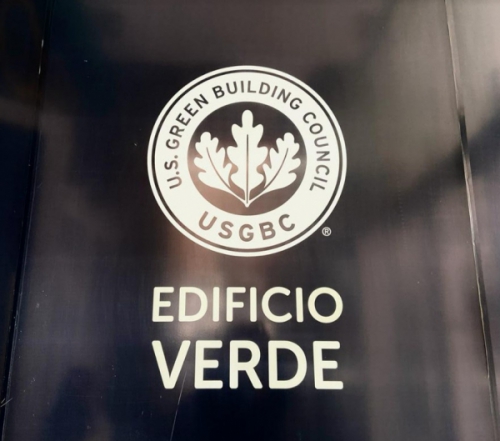 U.S. GREEN BUILDING COUNCIL
USGBC
®
EDIFICIO
VERDE